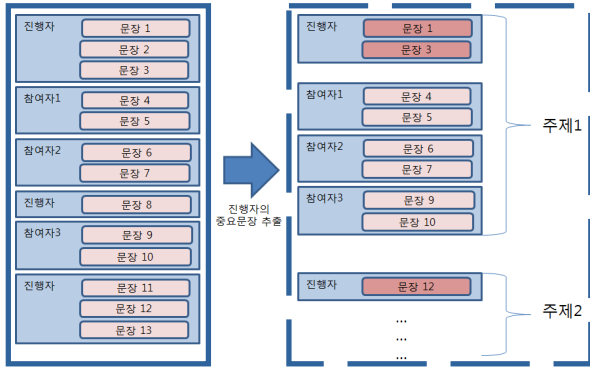 진행자
문장 1
문장 2
문장 3
참여자1
문장 4
문장 5
참여자2
문장 6
문장 7
진행자
문장 8
참여자3
문장 9
문장 10
진행자
문장 11
문장 12
문장 13
진행자의
중요문장 추출
진행자
문장 1
문장 3
참여자1
문장 4
문장 5
참여자2
문장 6
문장 7
참여자3
문장 9
문장 10
주제1
진행자
문장 12
...
...
...
주제2